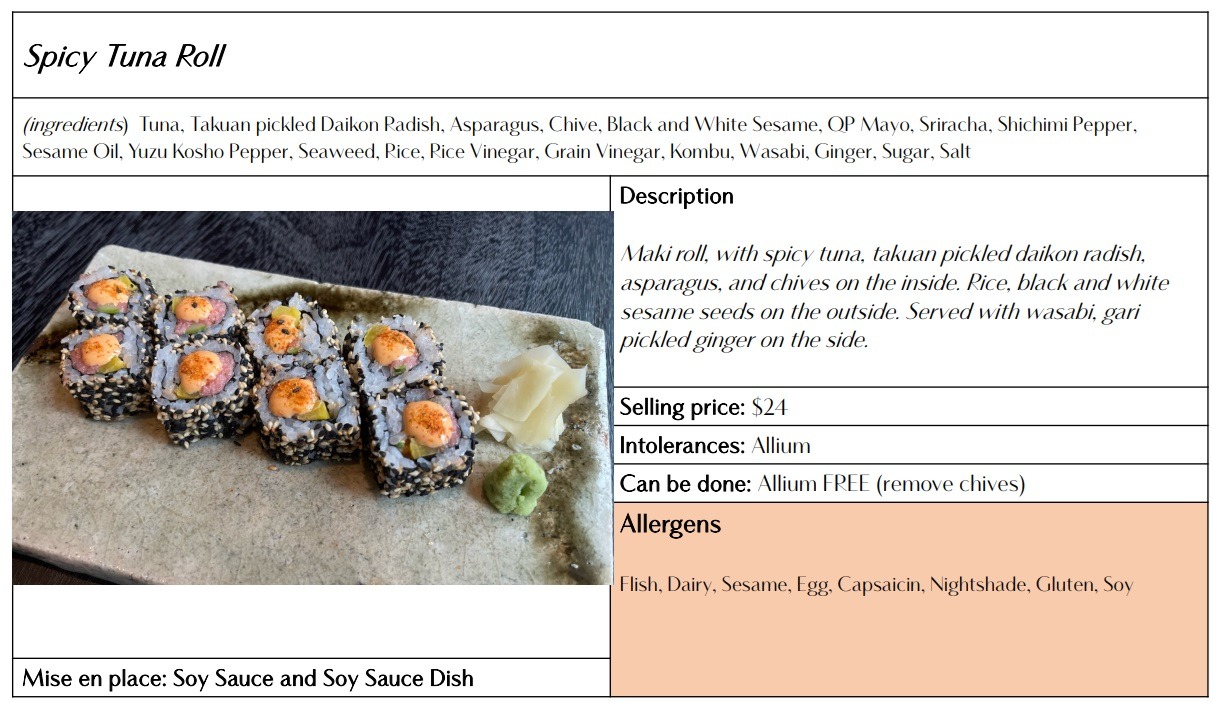 Spicy Tuna Roll
(ingredients)  Tuna, Takuan pickled Daikon Radish, Asparagus, Chive, Black and White Sesame, QP Mayo, Sriracha, Shichimi Pepper,
Sesame Oil, Yuzu Kosho Pepper, Seaweed, Rice, Rice Vinegar, Grain Vinegar, Kombu, Wasabi, Ginger, Sugar, Salt
Description
Maki roll, with spicy tuna, takuan pickled daikon radish,
asparagus, and chives on the inside. Rice, black and white
sesame seeds on the outside. Served with wasabi, gari
pickled ginger on the side.
Selling price: $24
Intolerances: Allium
Can be done: Allium FREE (remove chives)
Allergens
Flish, Dairy, Sesame, Egg, Capsaicin, Nightshade, Gluten, Soy
Mise en place: Soy Sauce and Soy Sauce Dish